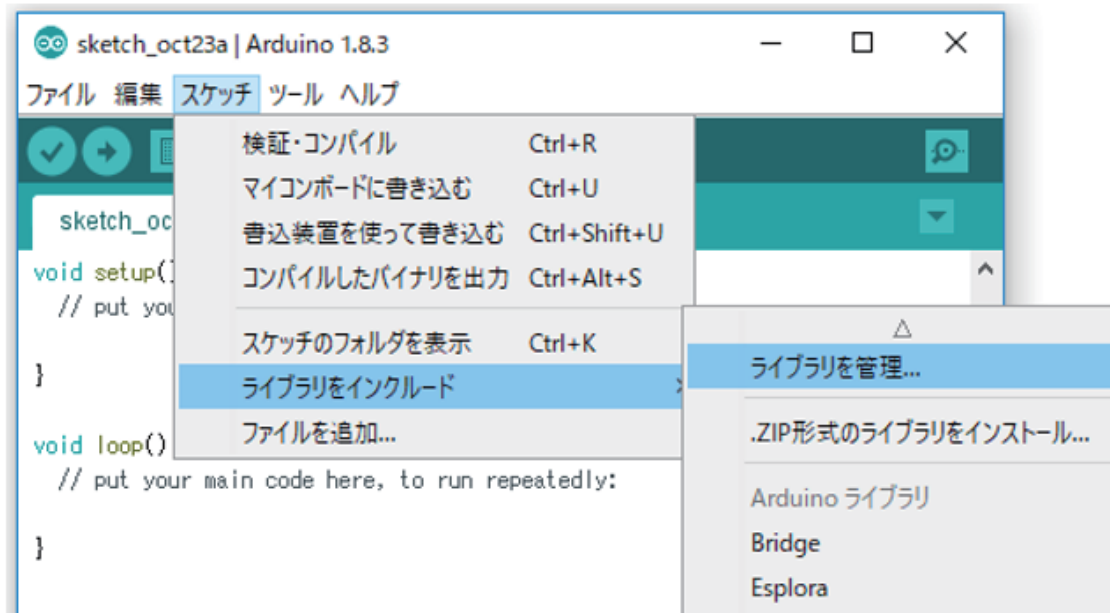 sketch_oct23a | Arduino 1.8.3
ファイル 編集 スケッチ ツール ヘルプ
検証・コンパイル Ctrl+R
マイコンボードに書き込む Ctrl+U
書込装置を使って書き込む Ctrl+Shift+U
コンパイルしたバイナリを出力 Ctrl+Alt+S
スケッチのフォルダを表示 Ctrl+K
ライブラリをインクルード
ファイルを追加...
ライブラリを管理...
.ZIP形式のライブラリをインストール...
Arduino ライブラリ
Bridge
Esplora
sketch_oc
void setup()
// put you
}
void loop()
// put your main code here, to run repeatedly:
}